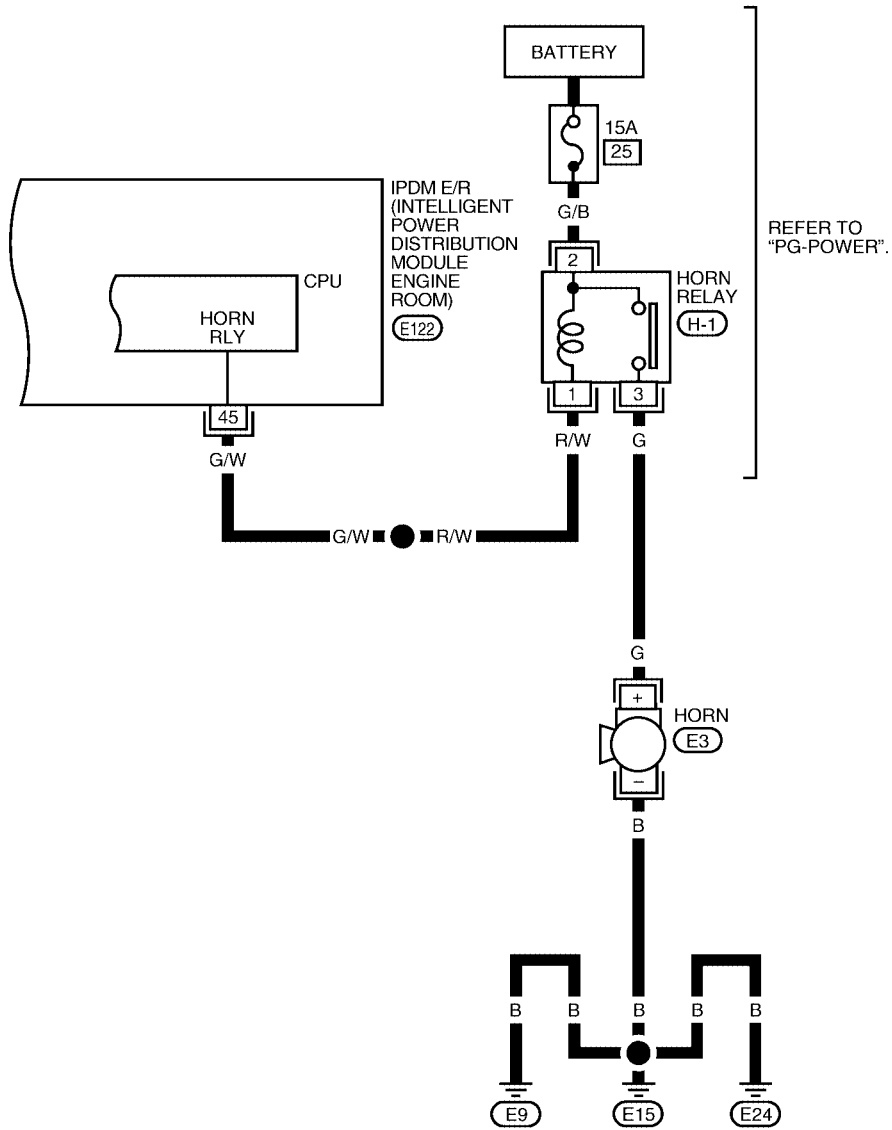 BATTERY
15A
25
G/B
2
HORN
RELAY
H-1
REFER TO
“PG-POWER”.
IPDM E/R
(INTELLIGENT
POWER
DISTRIBUTION
MODULE
ENGINE
ROOM)
E122
CPU
HORN
RLY
45
G/W
1
3
R/W
G
G/W
R/W
G
+
HORN
E3
–
B
B
B
B
B
B
E9
E15
E24